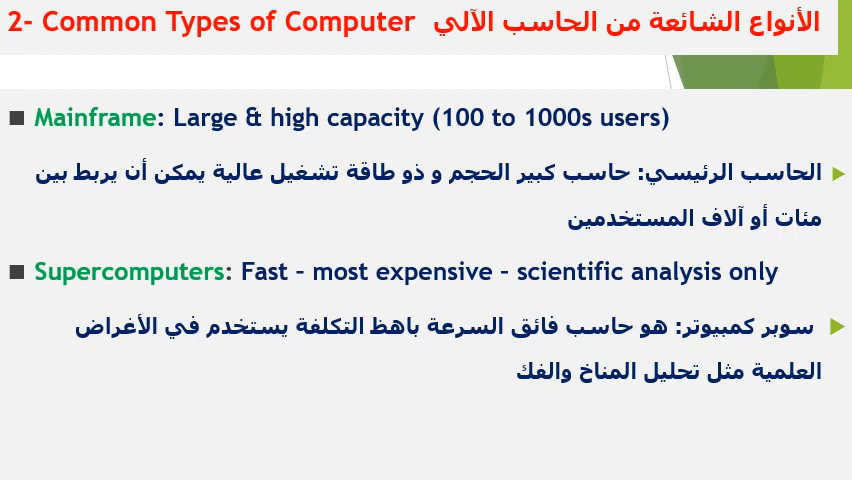 2- Common Types of Computer الأنواع الشائعة من الحاسب الآلي
Mainframe: Large & high capacity (100 to 1000s users)
الحاسب الرئيسي: حاسب كبير الحجم و ذو طاقة تشغيل عالية يمكن أن يربط بين
مئات أو آلاف المستخدمين
Supercomputers: Fast – most expensive – scientific analysis only
سوبر كمبيوتر: هو حاسب فائق السرعة باهظ التكلفة يستخدم في الأغراض
العلمية مثل تحليل المناخ والفك